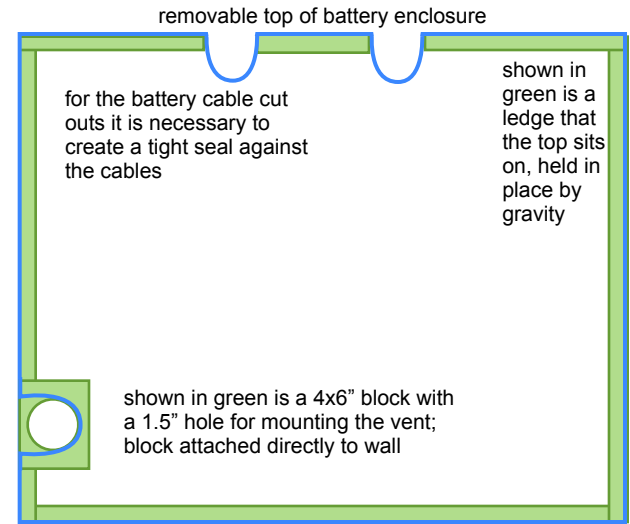 removable top of battery enclosure
for the battery cable cut
outs it is necessary to
create a tight seal against
the cables
shown in
green is a
ledge that
the top sits
on, held in
place by
gravity
shown in green is a 4x6” block with
a 1.5” hole for mounting the vent;
block attached directly to wall